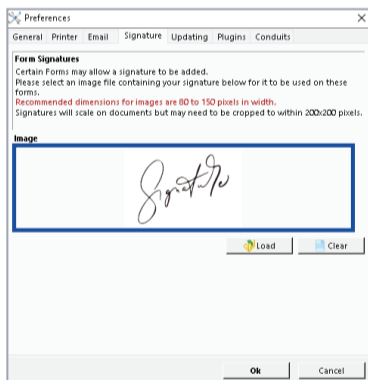 Preferences
General Printer Email Signature Updating Plugins Conduits
Form Signatures
Certain Forms may allow a signature to be added.
Please select an image file containing your signature below for it to be used on these
forms.
Recommended dimensions for images are 80 to 150 pixels in width.
Signatures will scale on documents but may need to be cropped to within 200x200 pixels.
Image
Signature
Load Clear
Ok Cancel